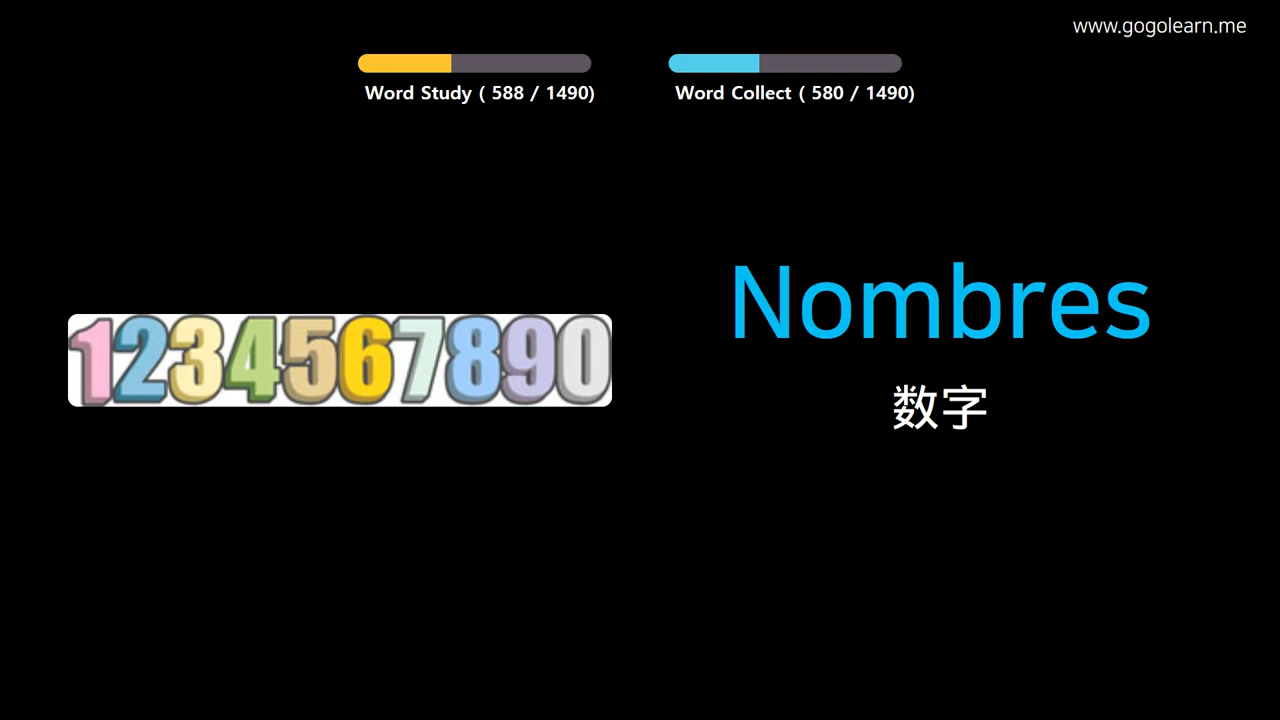 www.gogolearn.me
Word Study ( 588 / 1490)
Word Collect ( 580 / 1490)
1234567890
Nombres
数字